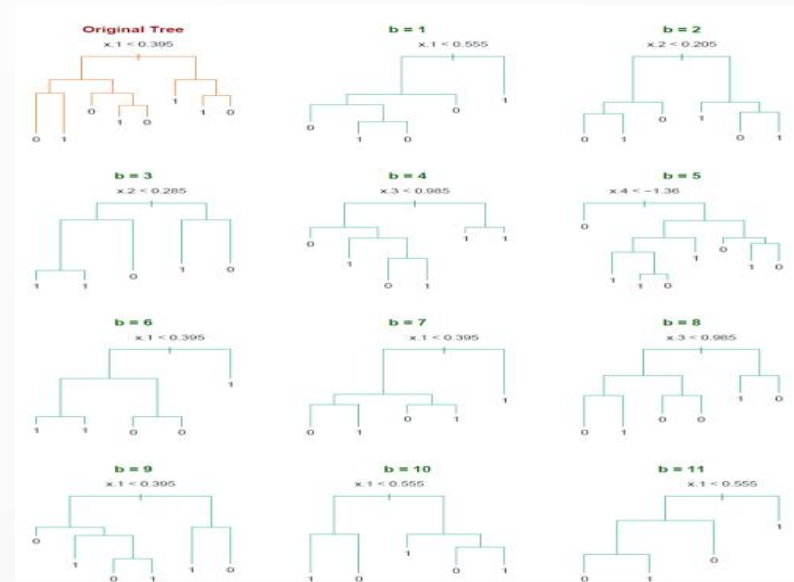 Original Tree
x.1 < 0.395
1
0
1 0
1 0
0 1
b = 1
x.1 < 0.555
1
0
0
1 0
b = 2
x.2 < 0.205
0 1
0 1 0 1
b = 3
x.2 < 0.285
1 0
0
1 1
b = 4
x.3 < 0.985
1 1
0
1
0 1
b = 5
x.4 < −1.36
0
0
1
1 0
1
1 0
b = 6
x.1 < 0.395
1
1 1 0 0
b = 7
x.1 < 0.395
1
0 1
0 1
b = 8
x.3 < 0.985
1 0
0 0
0 1
b = 9
x.1 < 0.395
0
1
1 0
0 1
b = 10
x.1 < 0.555
1
0 1
1 0
b = 11
x.1 < 0.555
1
0
0 1